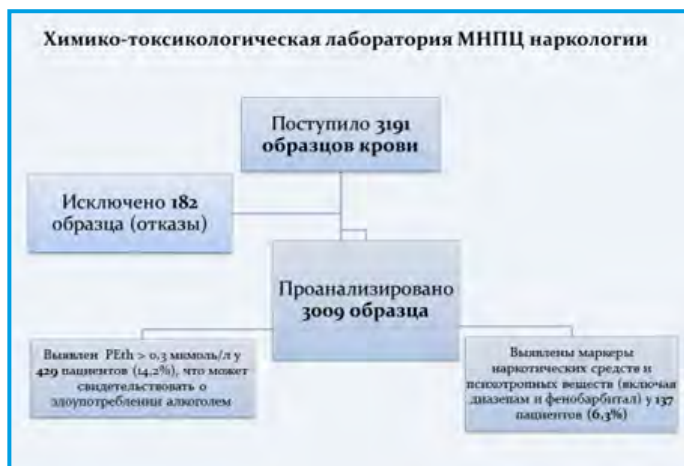 Химико-токсикологическая лаборатория МНПЦ наркологии
Поступило 3191
образцов крови
Исключено 182
образца (отказы)
Проанализировано
3009 образца
Выявлен PEth > 0,3 мкмоль/л у
429 пациентов (14,2%), что может
свидетельствовать о
злоупотреблении алкоголем
Выявлены маркеры
наркотических средств и
психотропных веществ (включая
диазепам и фенобарбитал) у 137
пациентов (6,3%)